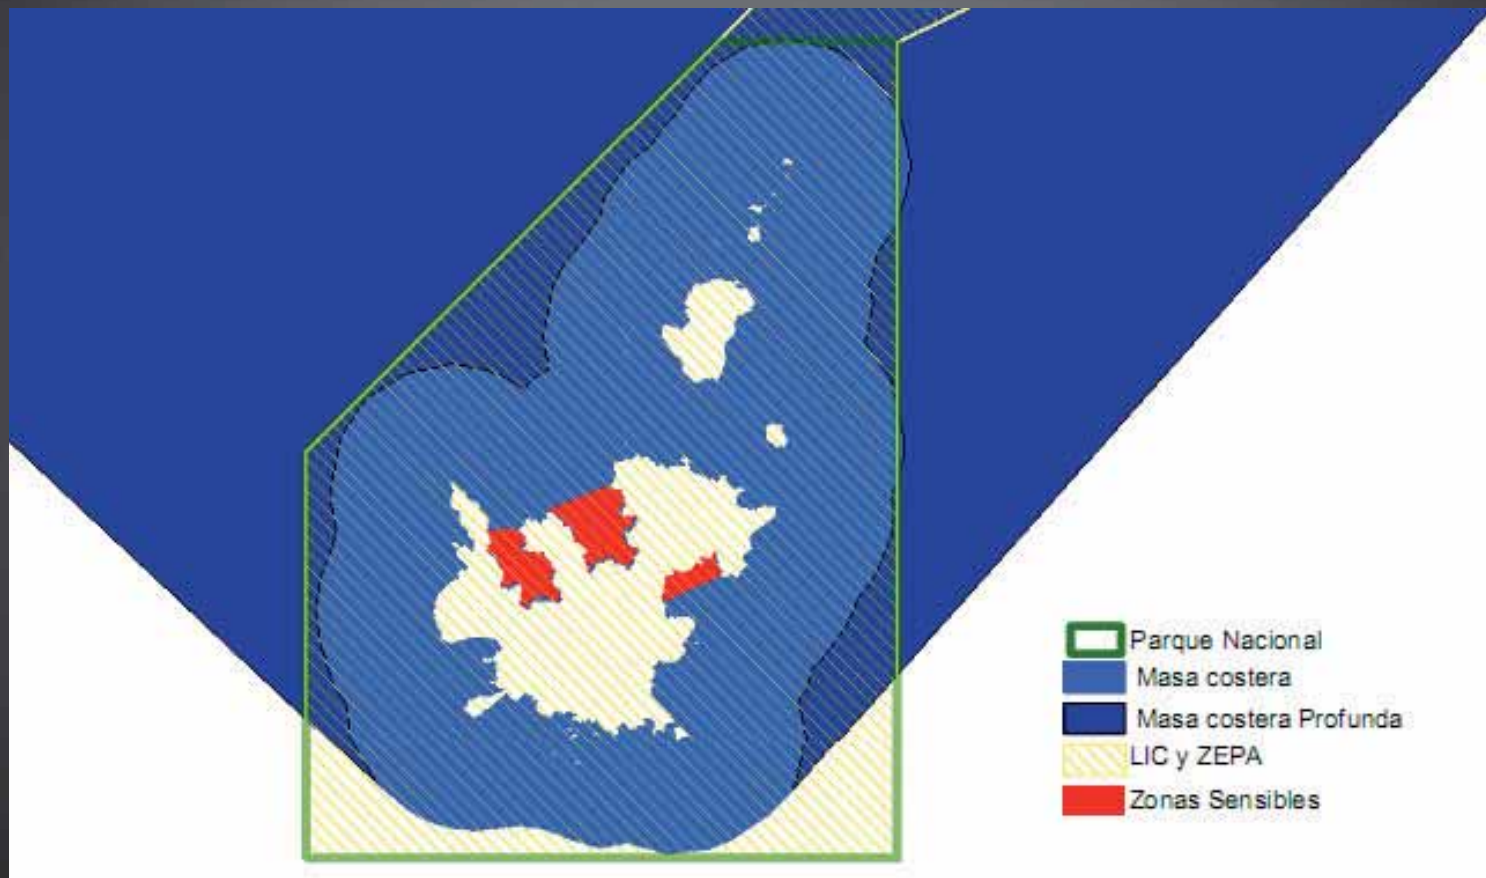 Parque Nacional
Masa costera
Masa costera Profunda
LIC y ZEPA
Zonas Sensibles